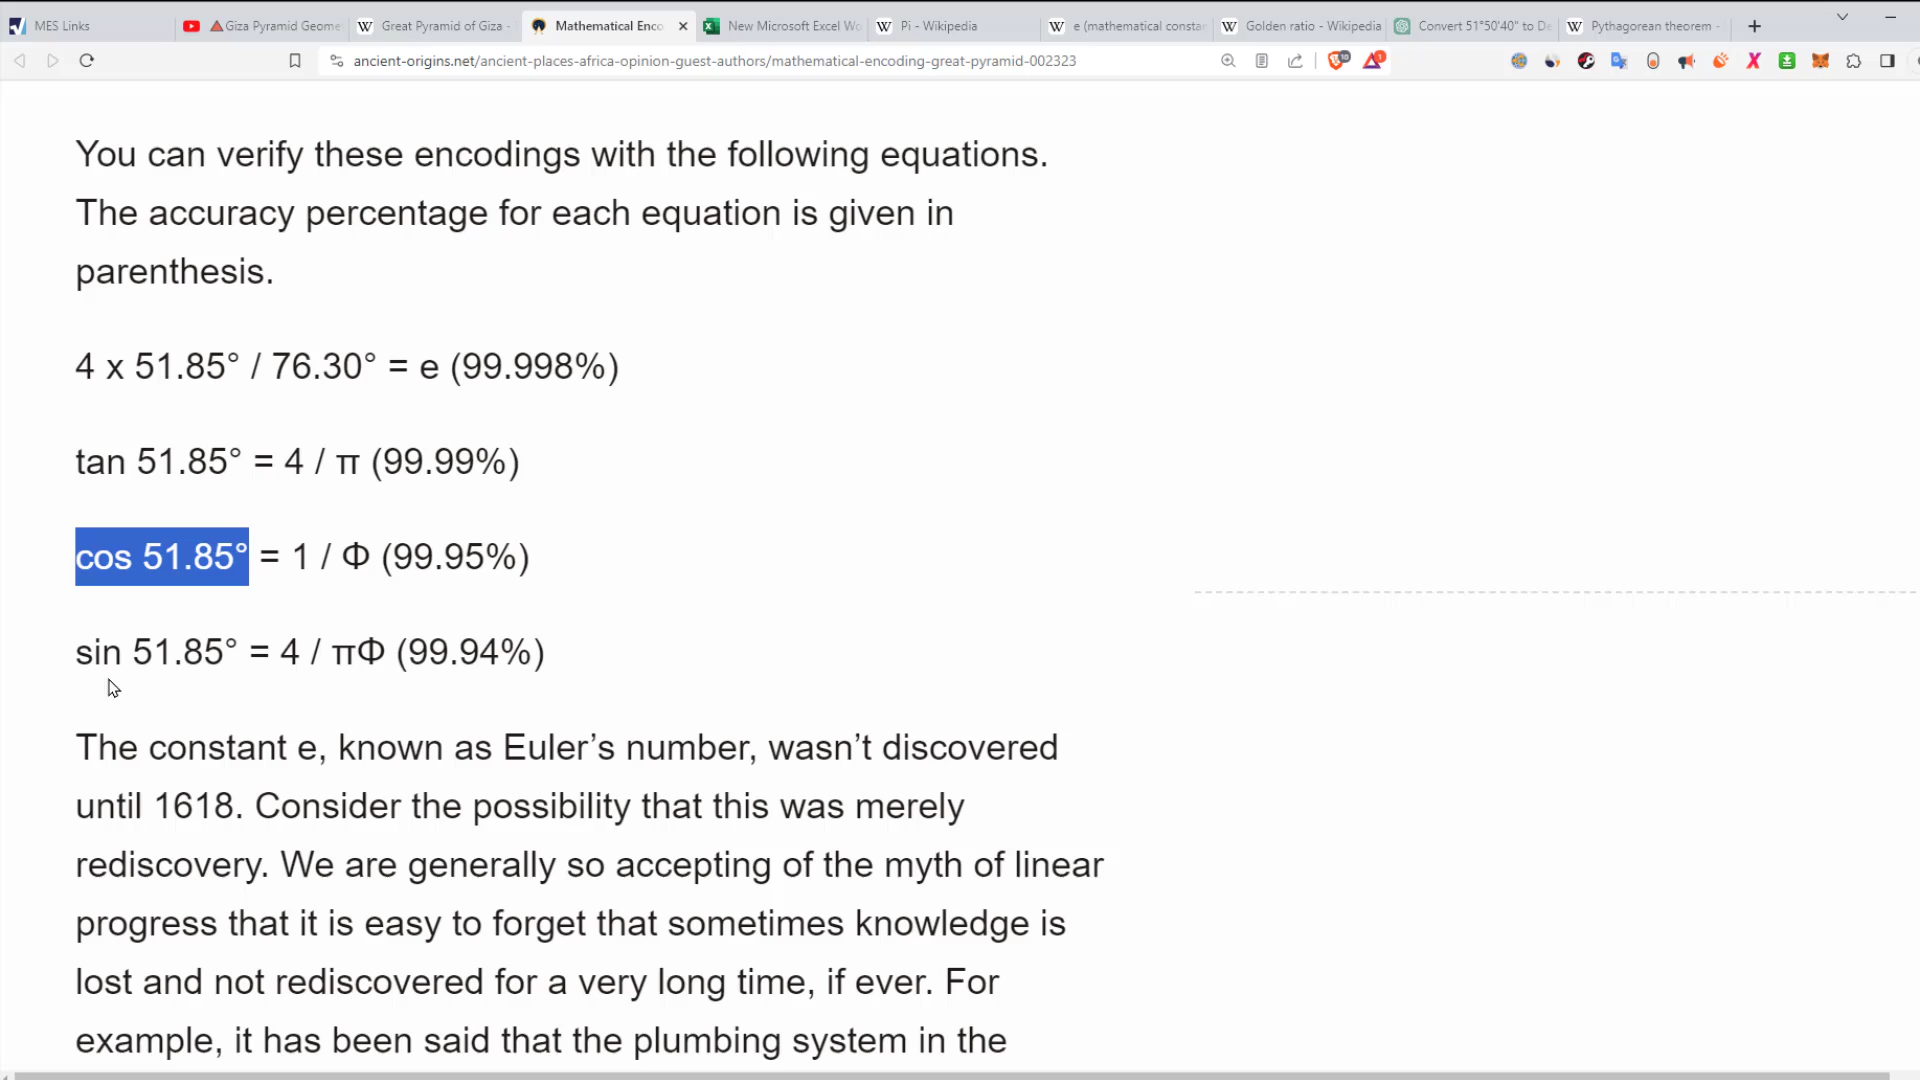 MES Links
Giza Pyramid Geome
Great Pyramid of Giza -
Mathematical Enco
New Microsoft Excel Wo
Pi - Wikipedia
e (mathematical constan
Golden ratio - Wikipedia
Convert 51°50'40" to De
Pythagorean theorem -
ancient-origins.net/ancient-places-africa-opinion-guest-authors/mathematical-encoding-great-pyramid-002323
You can verify these encodings with the following equations.
The accuracy percentage for each equation is given in
parenthesis.
4 x 51.85° / 76.30° = e (99.998%)
tan 51.85° = 4 / π (99.99%)
cos 51.85° = 1 / Φ (99.95%)
sin 51.85° = 4 / πΦ (99.94%)
The constant e, known as Euler’s number, wasn’t discovered
until 1618. Consider the possibility that this was merely
rediscovery. We are generally so accepting of the myth of linear
progress that it is easy to forget that sometimes knowledge is
lost and not rediscovered for a very long time, if ever. For
example, it has been said that the plumbing system in the